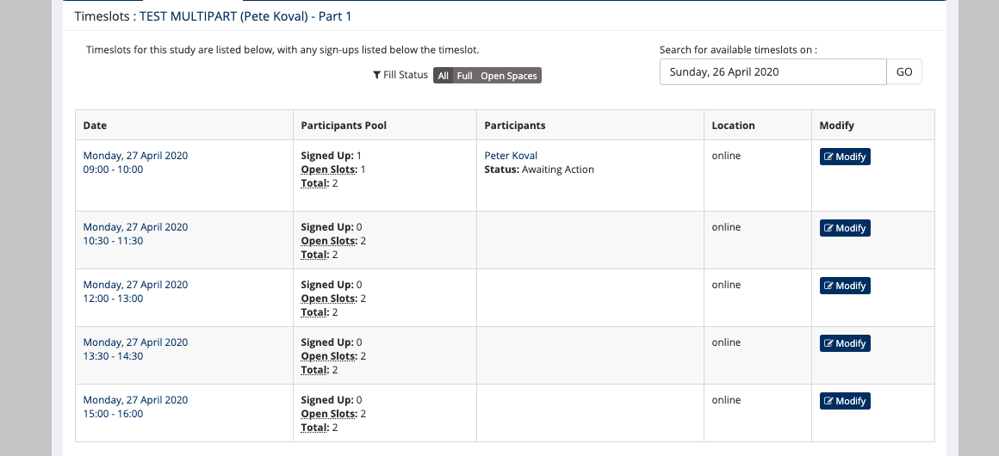 Timeslots : TEST MULTIPART (Pete Koval) - Part 1
Timeslots for this study are listed below, with any sign-ups listed below the timeslot.
Search for available timeslots on :
Fill Status All Full Open Spaces
Sunday, 26 April 2020 GO
Date Participants Pool Participants Location Modify
Monday, 27 April 2020 Signed Up: 1 Peter Koval online Modify
09:00 - 10:00 Open Slots: 1 Status: Awaiting Action
Total: 2
Monday, 27 April 2020 Signed Up: 0 online Modify
10:30 - 11:30 Open Slots: 2
Total: 2
Monday, 27 April 2020 Signed Up: 0 online Modify
12:00 - 13:00 Open Slots: 2
Total: 2
Monday, 27 April 2020 Signed Up: 0 online Modify
13:30 - 14:30 Open Slots: 2
Total: 2
Monday, 27 April 2020 Signed Up: 0 online Modify
15:00 - 16:00 Open Slots: 2
Total: 2